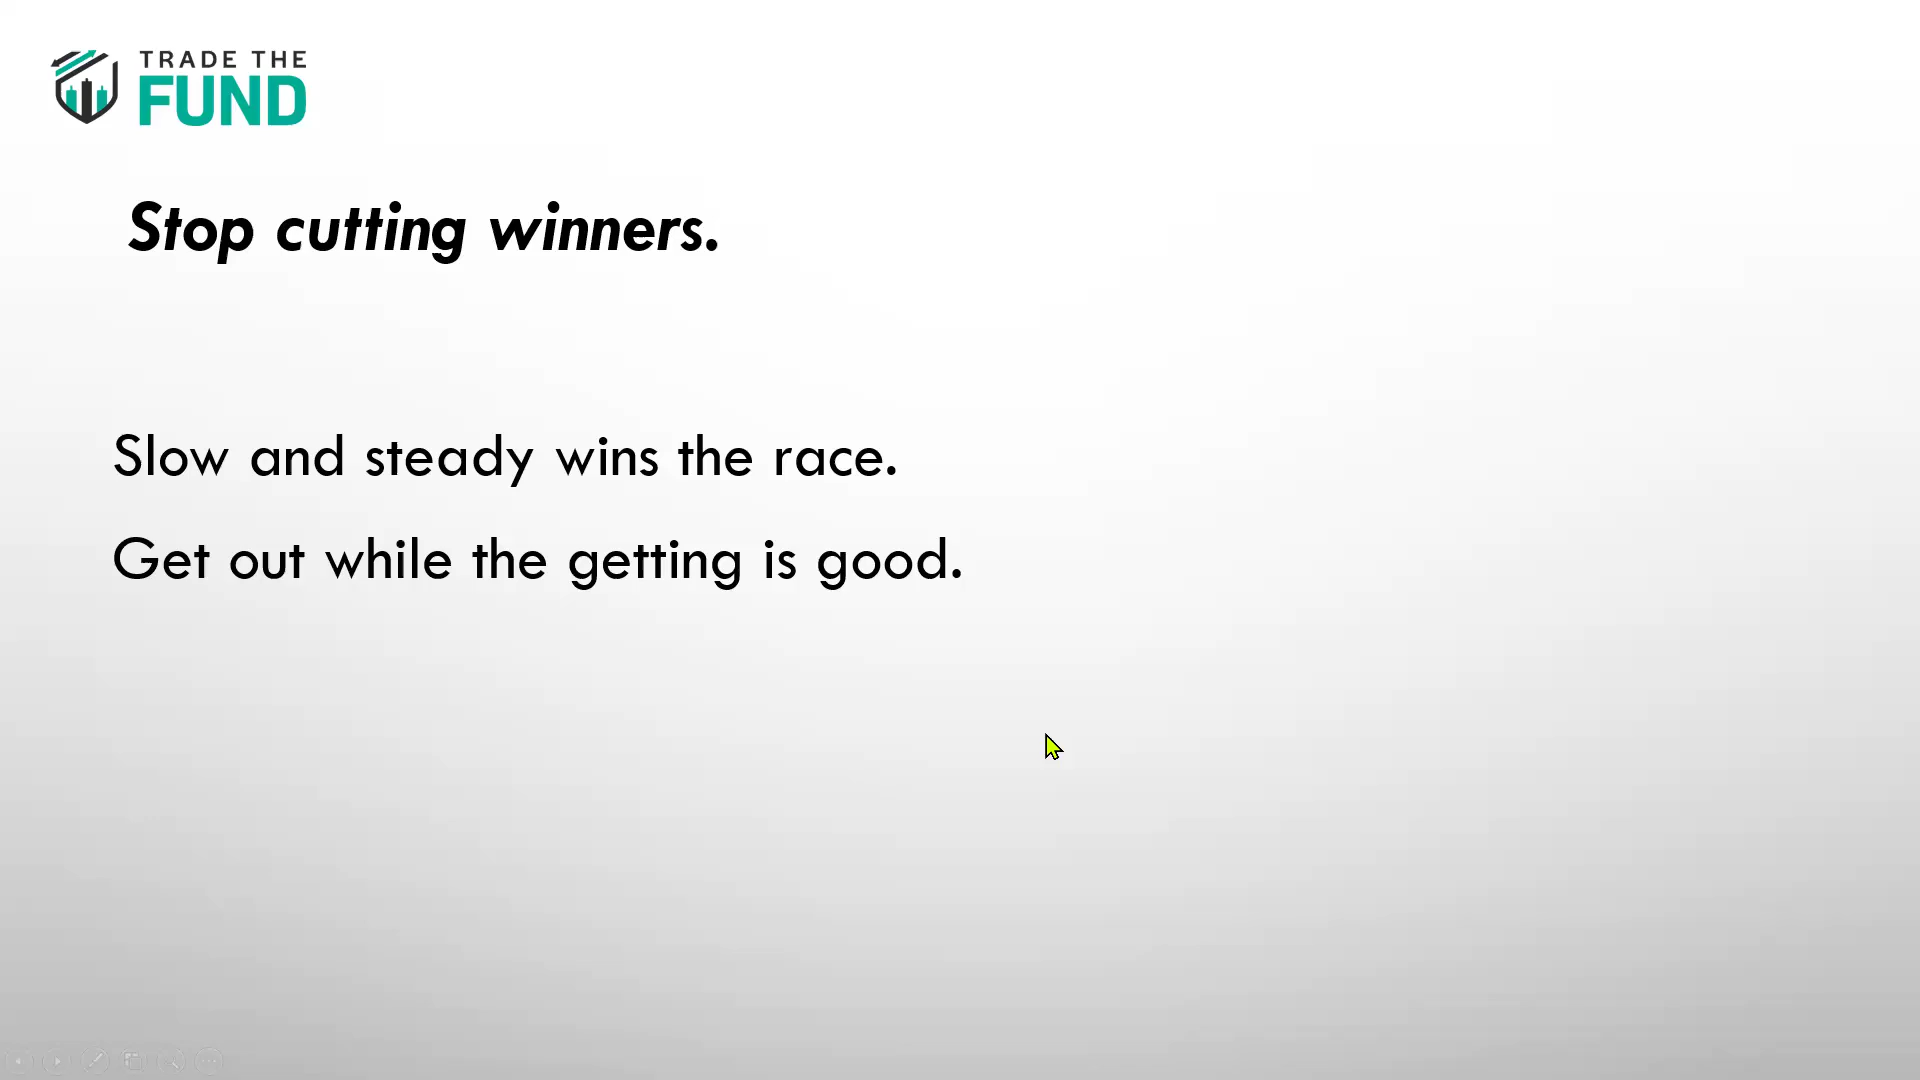 TRADE THE
FUND
Stop cutting winners.
Slow and steady wins the race.
Get out while the getting is good.